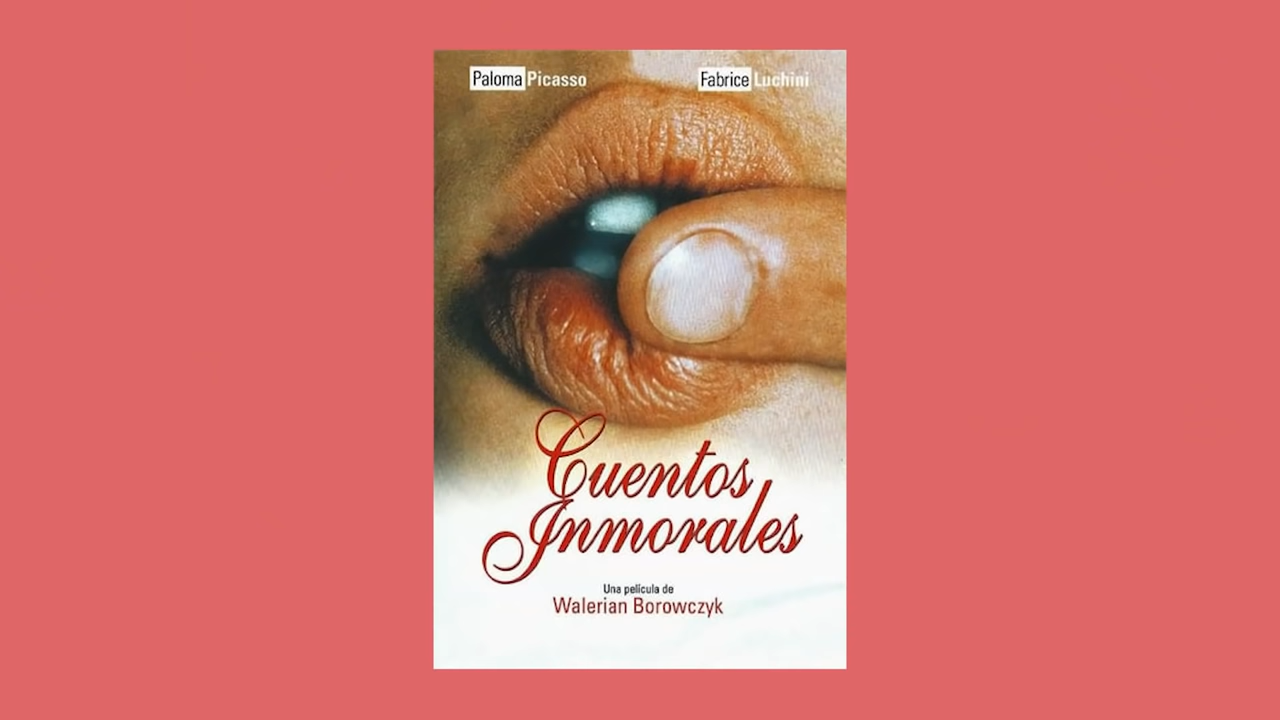 Paloma Picasso Fabrice Luchini
Cuentos
Inmorales
Una película de
Walerian Borowczyk